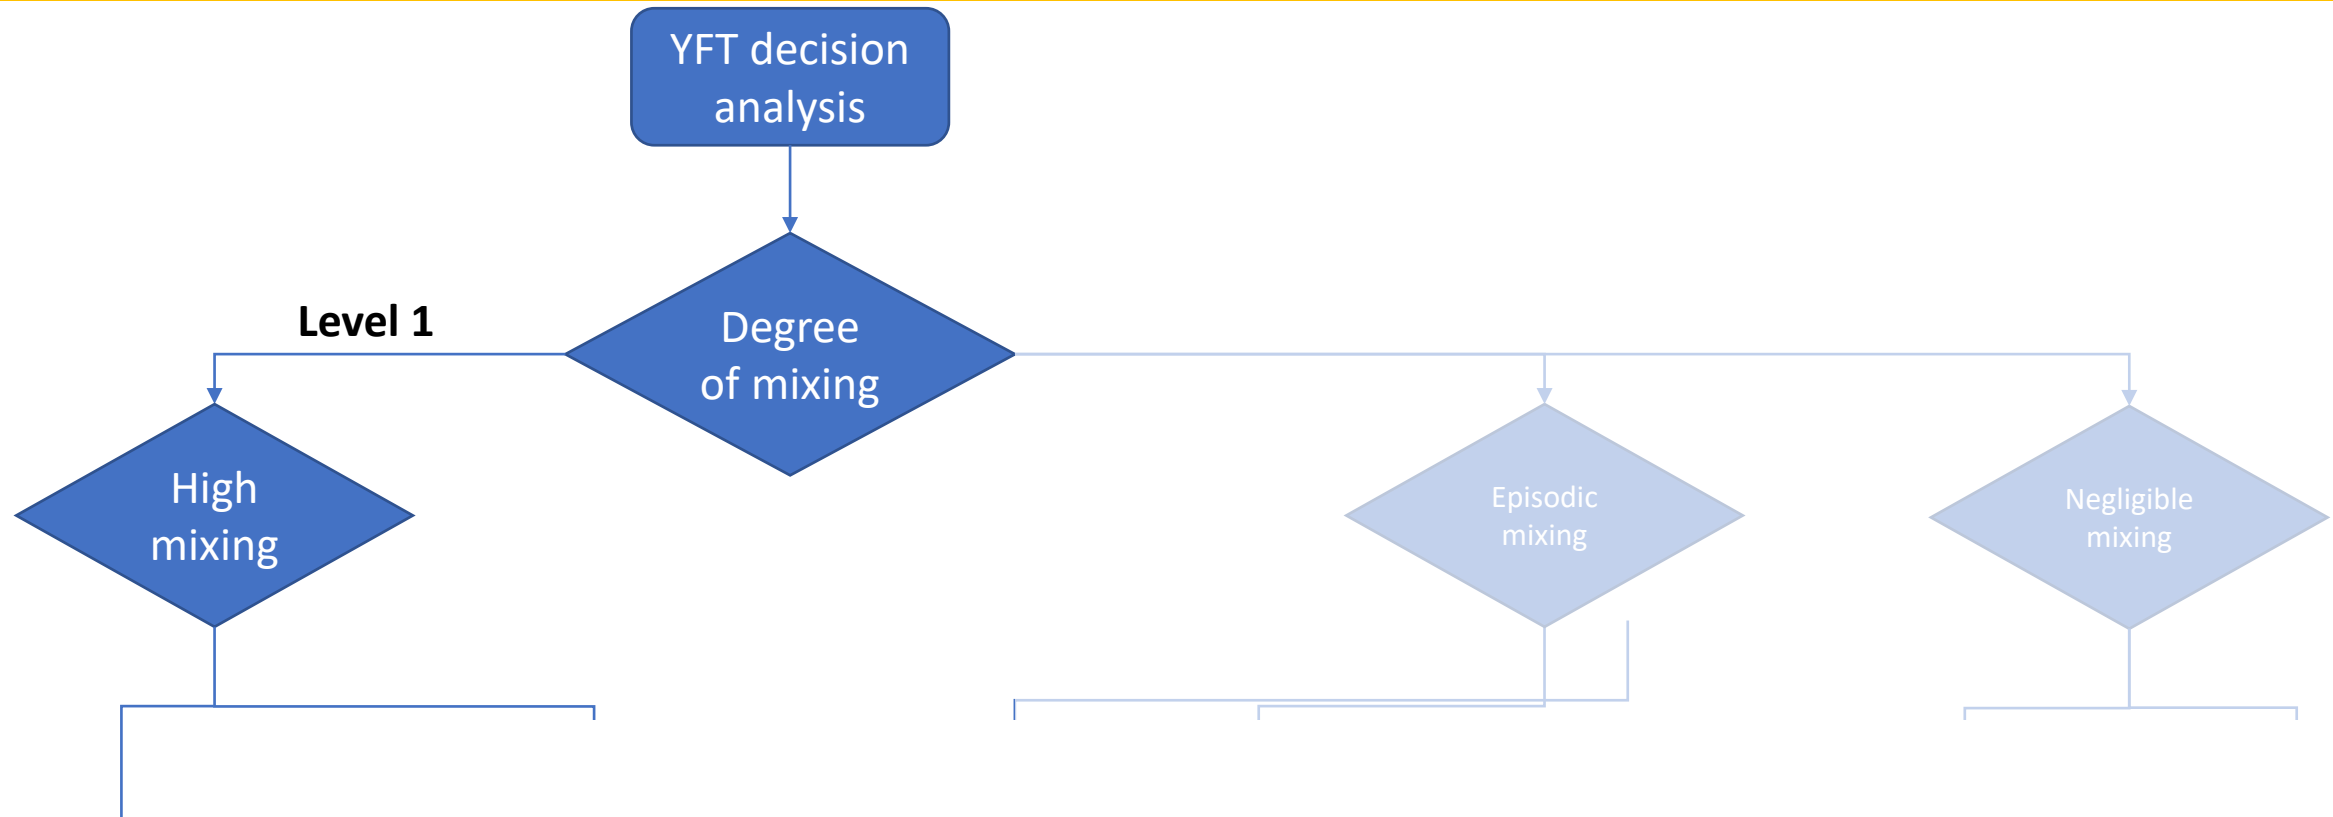 YFT decision
analysis
Level 1
Degree
of mixing
High
mixing
Episodic
mixing
Negligible
mixing